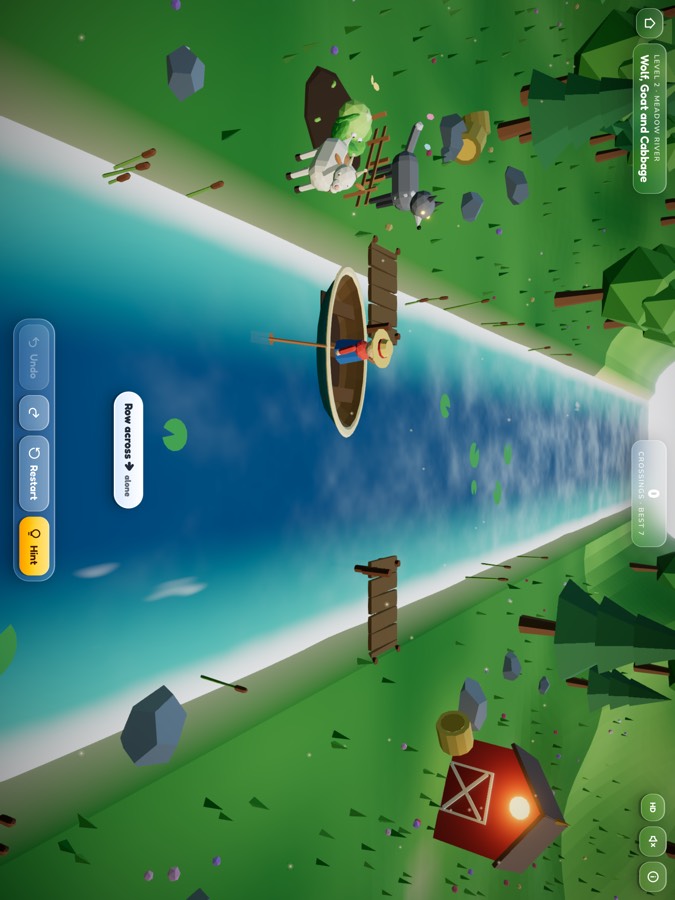 LEVEL 2 · MEADOW RIVER
Wolf, Goat and Cabbage
0
CROSSINGS · BEST 7
HD
Row across → alone
Undo
Restart
Hint